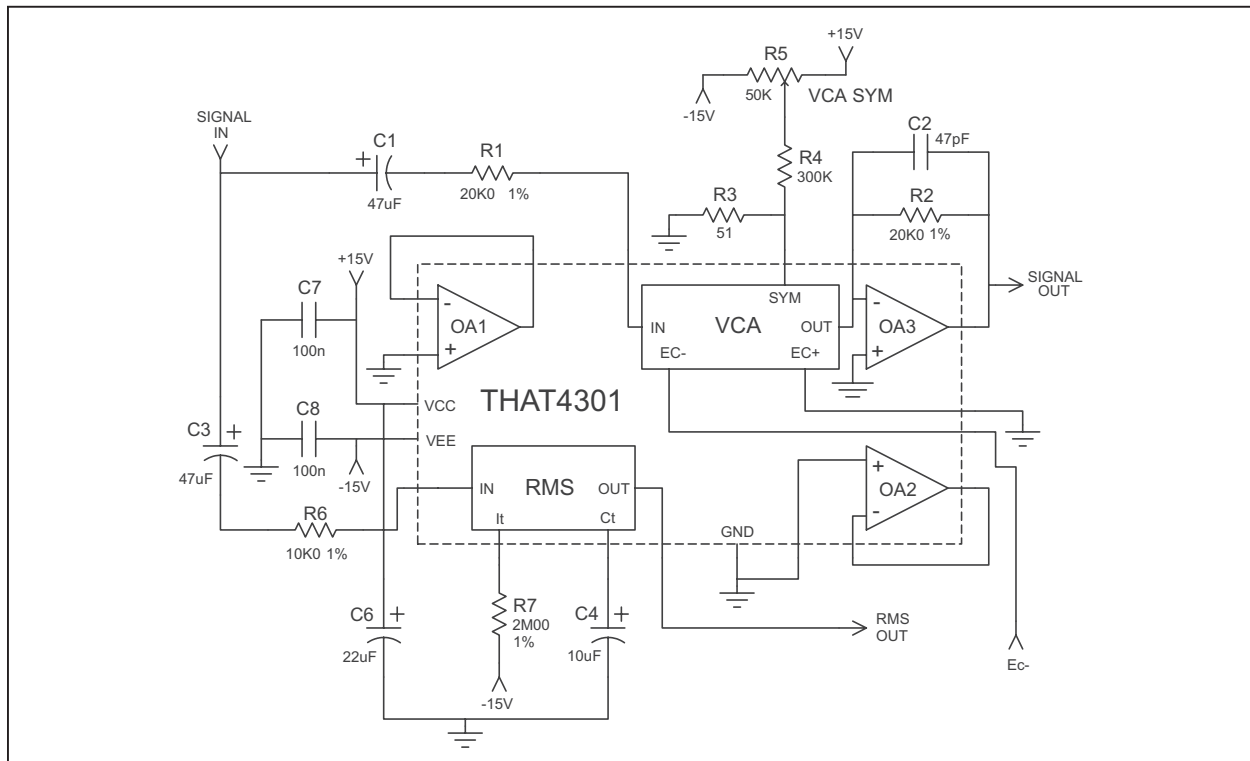 +15V
R5
50K
VCA SYM
-15V
SIGNAL
IN
C1
+
47uF
R1
20K0 1%
R4
300K
R3
51
C2
47pF
R2
20K0 1%
+15V
C7
100n
-
OA1
+
SYM
IN
VCA
OUT
EC-
EC+
-
OA3
+
SIGNAL
OUT
THAT4301
VCC
VEE
C8
100n
-15V
C3
+
47uF
R6
10K0 1%
IN
RMS
OUT
It
Ct
+
OA2
-
GND
C6
+
22uF
R7
2M00
1%
-15V
C4
+
10uF
RMS
OUT
Ec-